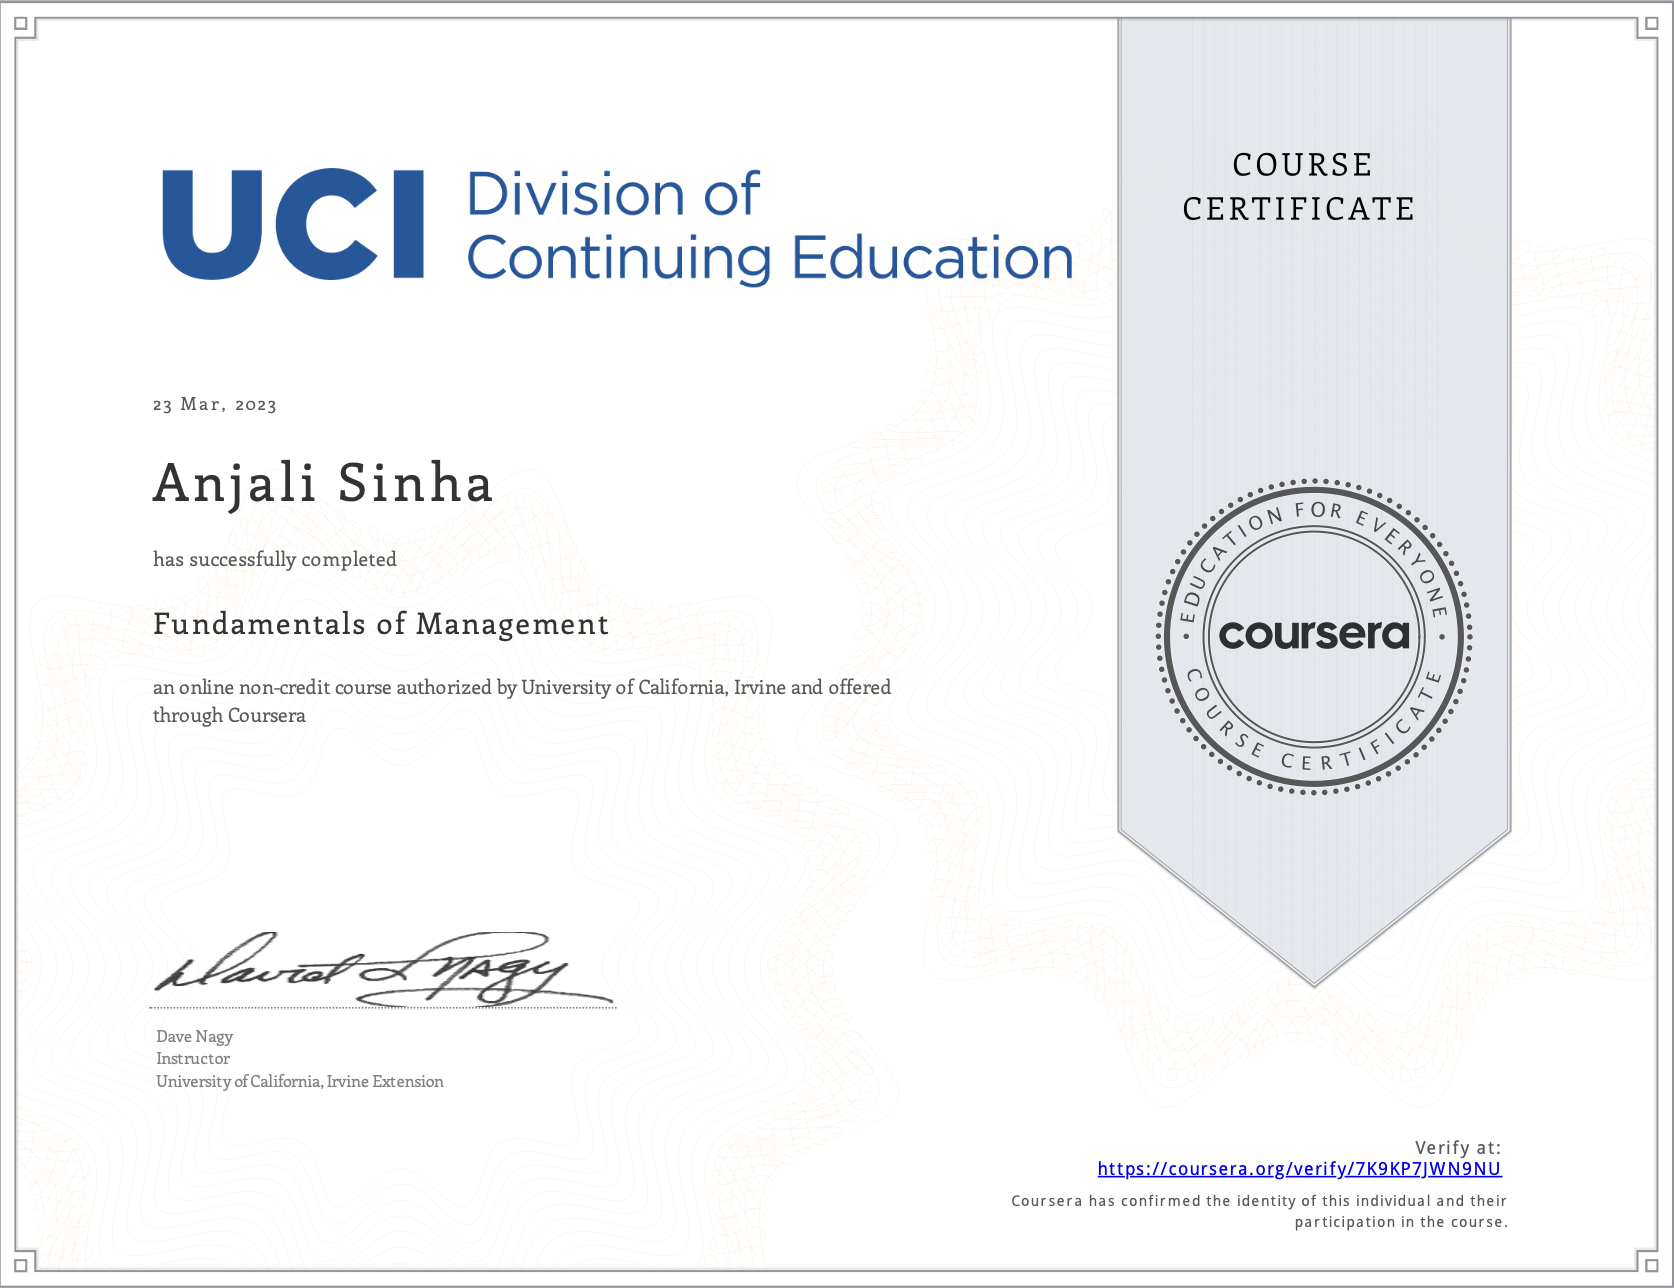 UCI Division of
Continuing Education
COURSE
CERTIFICATE
23 Mar, 2023
Anjali Sinha
has successfully completed
Fundamentals of Management
an online non-credit course authorized by University of California, Irvine and offered
through Coursera
EDUCATION FOR EVERYONE
coursera
COURSE CERTIFICATE
David L Nagy
Dave Nagy
Instructor
University of California, Irvine Extension
Verify at:
https://coursera.org/verify/7K9KP7JWN9NU
Coursera has confirmed the identity of this individual and their
participation in the course.